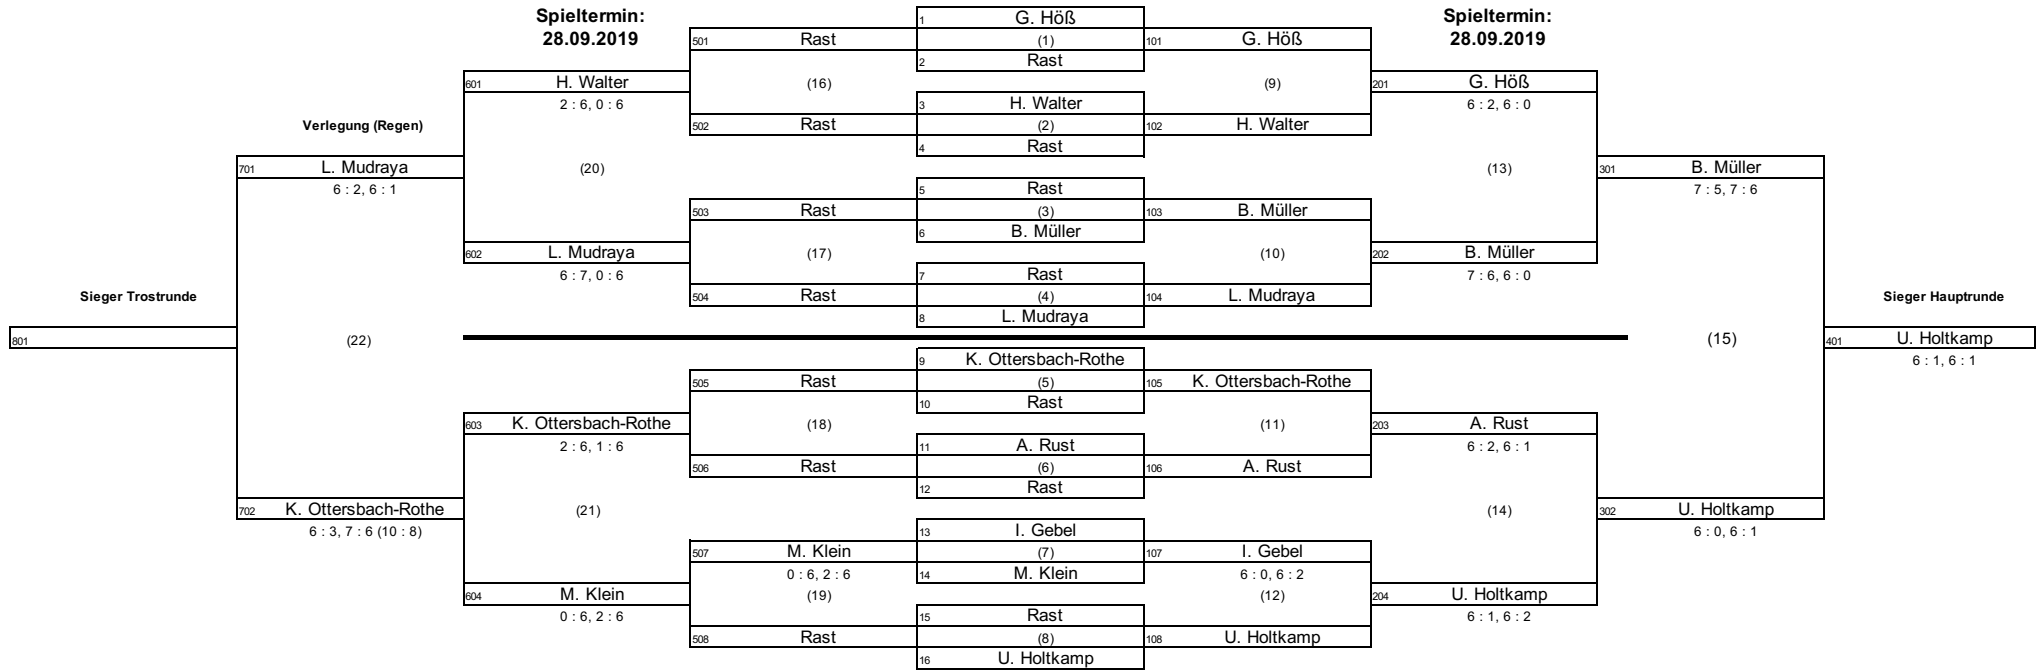 Spieltermin:
28.09.2019
Spieltermin:
28.09.2019
1 G. Höß
501 Rast
(1)
101 G. Höß
2 Rast
601 H. Walter
2 : 6, 0 : 6
(16)
(9)
201 G. Höß
6 : 2, 6 : 0
3 H. Walter
Verlegung (Regen)
502 Rast
(2)
102 H. Walter
4 Rast
701 L. Mudraya
6 : 2, 6 : 1
(20)
(13)
301 B. Müller
7 : 5, 7 : 6
5 Rast
503 Rast
(3)
103 B. Müller
6 B. Müller
602 L. Mudraya
6 : 7, 0 : 6
(17)
(10)
202 B. Müller
7 : 6, 6 : 0
7 Rast
Sieger Trostrunde
504 Rast
(4)
104 L. Mudraya
Sieger Hauptrunde
8 L. Mudraya
801
(22)
(15)
401 U. Holtkamp
6 : 1, 6 : 1
9 K. Ottersbach-Rothe
505 Rast
(5)
105 K. Ottersbach-Rothe
10 Rast
603 K. Ottersbach-Rothe
2 : 6, 1 : 6
(18)
(11)
203 A. Rust
6 : 2, 6 : 1
11 A. Rust
506 Rast
(6)
106 A. Rust
12 Rast
702 K. Ottersbach-Rothe
6 : 3, 7 : 6 (10 : 8)
(21)
(14)
302 U. Holtkamp
6 : 0, 6 : 1
13 I. Gebel
507 M. Klein
0 : 6, 2 : 6
(7)
107 I. Gebel
6 : 0, 6 : 2
14 M. Klein
604 M. Klein
0 : 6, 2 : 6
(19)
(12)
204 U. Holtkamp
6 : 1, 6 : 2
15 Rast
508 Rast
(8)
108 U. Holtkamp
16 U. Holtkamp